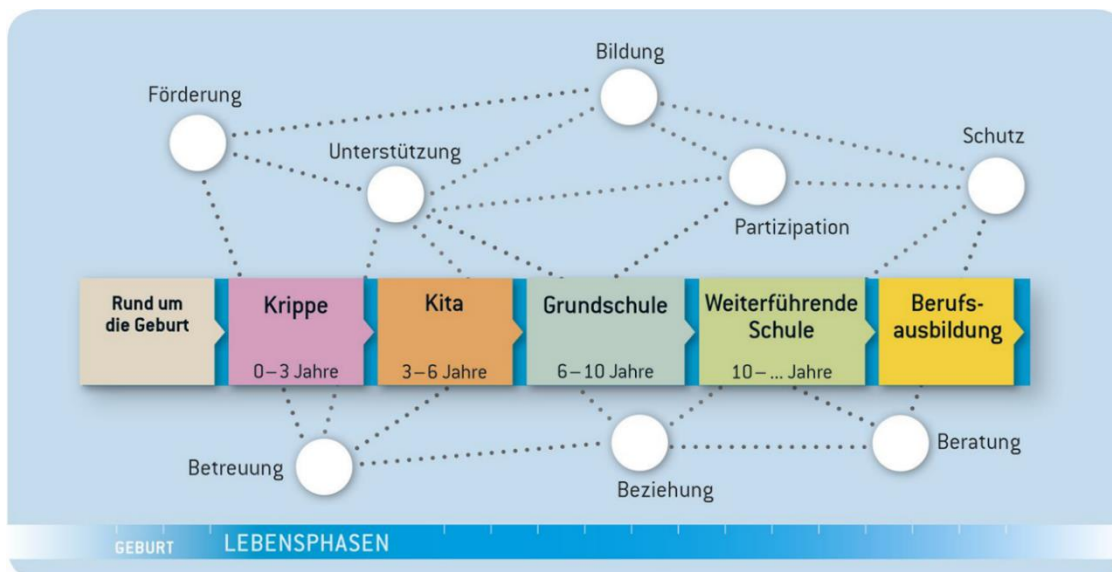 Bildung
Förderung
Unterstützung
Schutz
Partizipation
Rund um
die Geburt
Krippe
0–3 Jahre
Kita
3–6 Jahre
Grundschule
6–10 Jahre
Weiterführende
Schule
10–... Jahre
Berufs-
ausbildung
Betreuung
Beziehung
Beratung
GEBURT
LEBENSPHASEN